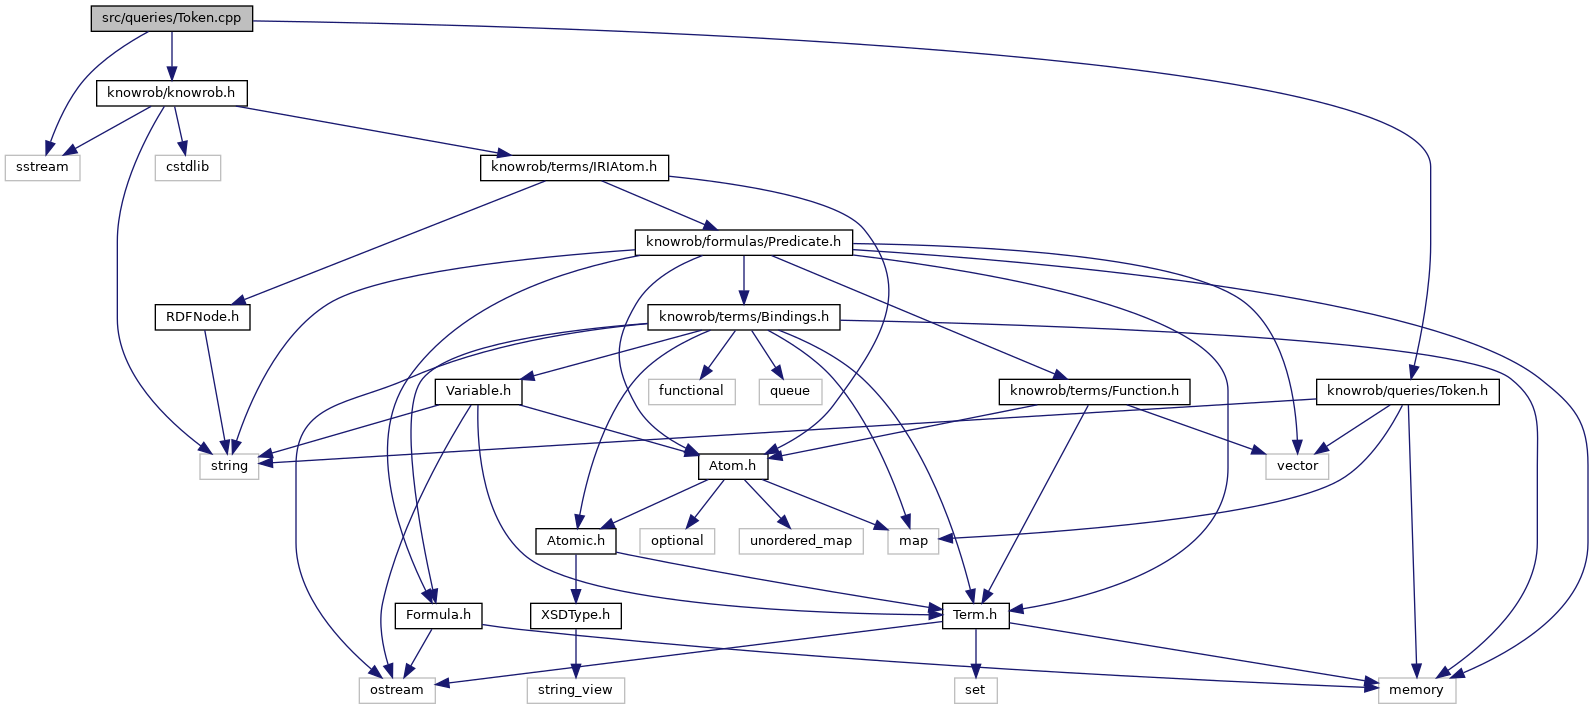 src/queries/Token.cpp
knowrob/knowrob.h
sstream
cstdlib
knowrob/terms/IRIAtom.h
knowrob/formulas/Predicate.h
RDFNode.h
knowrob/terms/Bindings.h
Variable.h
functional
queue
knowrob/terms/Function.h
knowrob/queries/Token.h
string
Atom.h
vector
Atomic.h
optional
unordered_map
map
Formula.h
XSDType.h
Term.h
ostream
string_view
set
memory